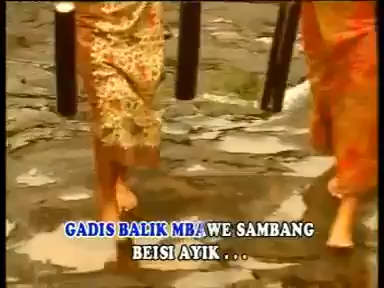 GADIS BALIK MBAWE SAMBANG
BEISI AYIK . . .